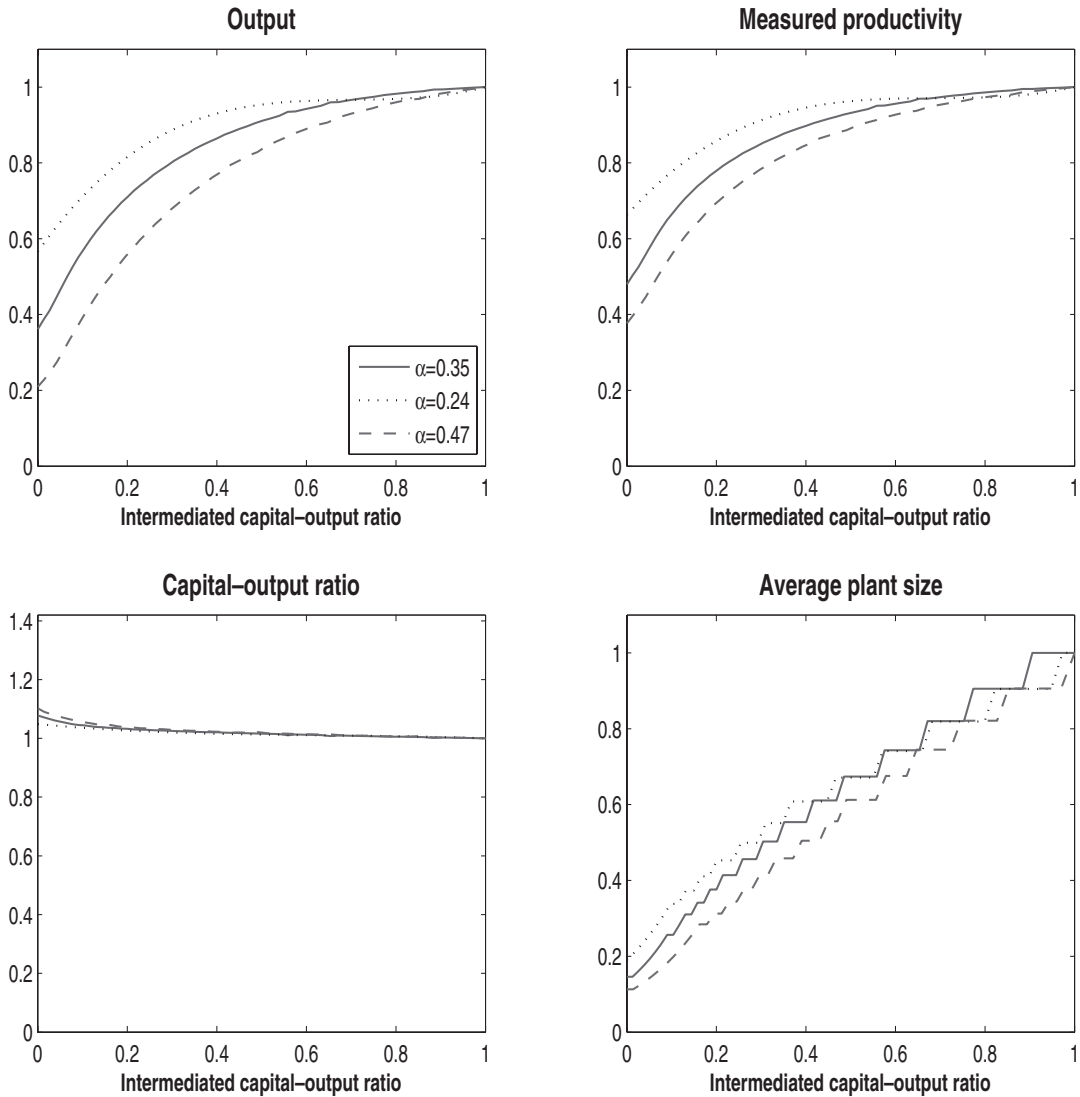 Output
1
0.8
0.6
0.4
0.2
0
0 0.2 0.4 0.6 0.8 1
Intermediated capital–output ratio
α=0.35
α=0.24
α=0.47
Measured productivity
1
0.8
0.6
0.4
0.2
0
0 0.2 0.4 0.6 0.8 1
Intermediated capital–output ratio
Capital–output ratio
1.4
1.2
1
0.8
0.6
0.4
0.2
0
0 0.2 0.4 0.6 0.8 1
Intermediated capital–output ratio
Average plant size
1
0.8
0.6
0.4
0.2
0
0 0.2 0.4 0.6 0.8 1
Intermediated capital–output ratio